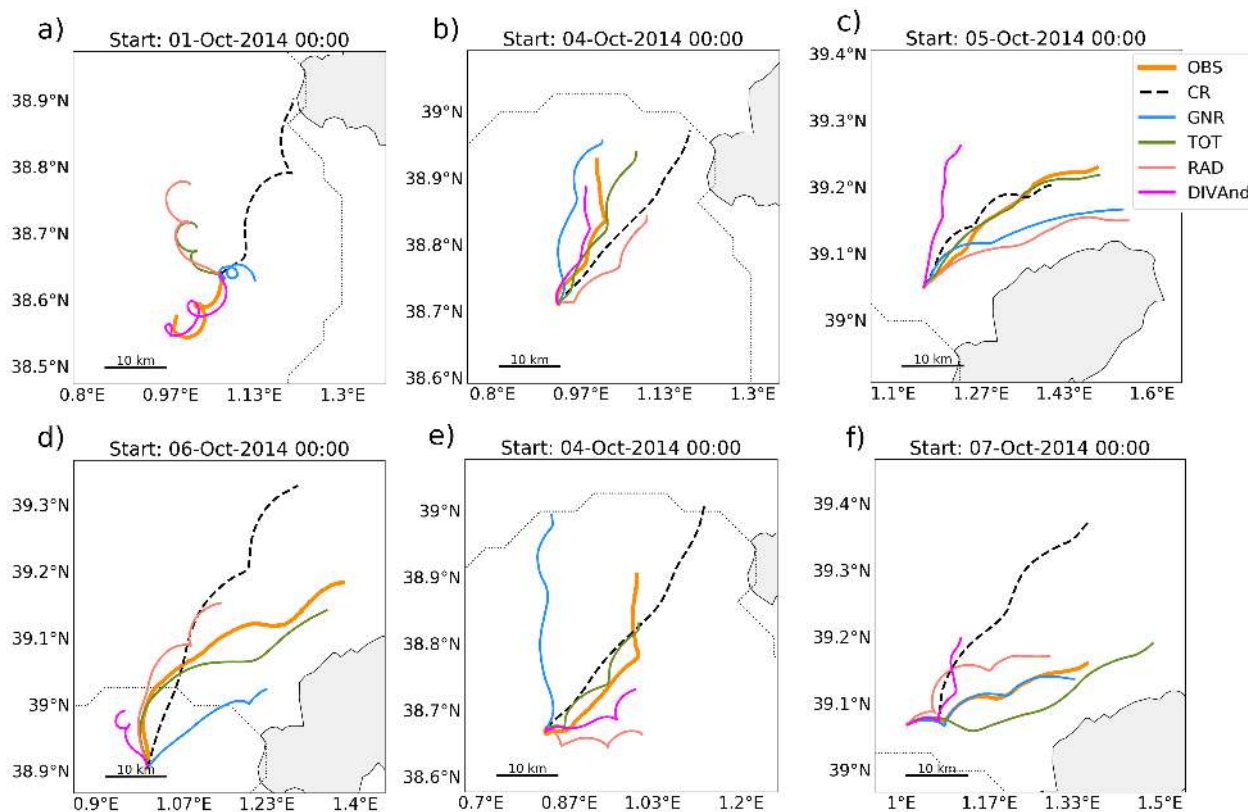 a)
Start: 01-Oct-2014 00:00
38.9°N
38.8°N
38.7°N
38.6°N
38.5°N
10 km
0.8°E 0.97°E 1.13°E 1.3°E
b)
Start: 04-Oct-2014 00:00
39°N
38.9°N
38.8°N
38.7°N
38.6°N
10 km
0.8°E 0.97°E 1.13°E 1.3°E
c)
Start: 05-Oct-2014 00:00
39.4°N
39.3°N
39.2°N
39.1°N
39°N
10 km
1.1°E 1.27°E 1.43°E 1.6°E
OBS
CR
GNR
TOT
RAD
DIVAnd
d)
Start: 06-Oct-2014 00:00
39.3°N
39.2°N
39.1°N
39°N
38.9°N
10 km
0.9°E 1.07°E 1.23°E 1.4°E
e)
Start: 04-Oct-2014 00:00
39°N
38.9°N
38.8°N
38.7°N
38.6°N
10 km
0.7°E 0.87°E 1.03°E 1.2°E
f)
Start: 07-Oct-2014 00:00
39.4°N
39.3°N
39.2°N
39.1°N
39°N
10 km
1°E 1.17°E 1.33°E 1.5°E